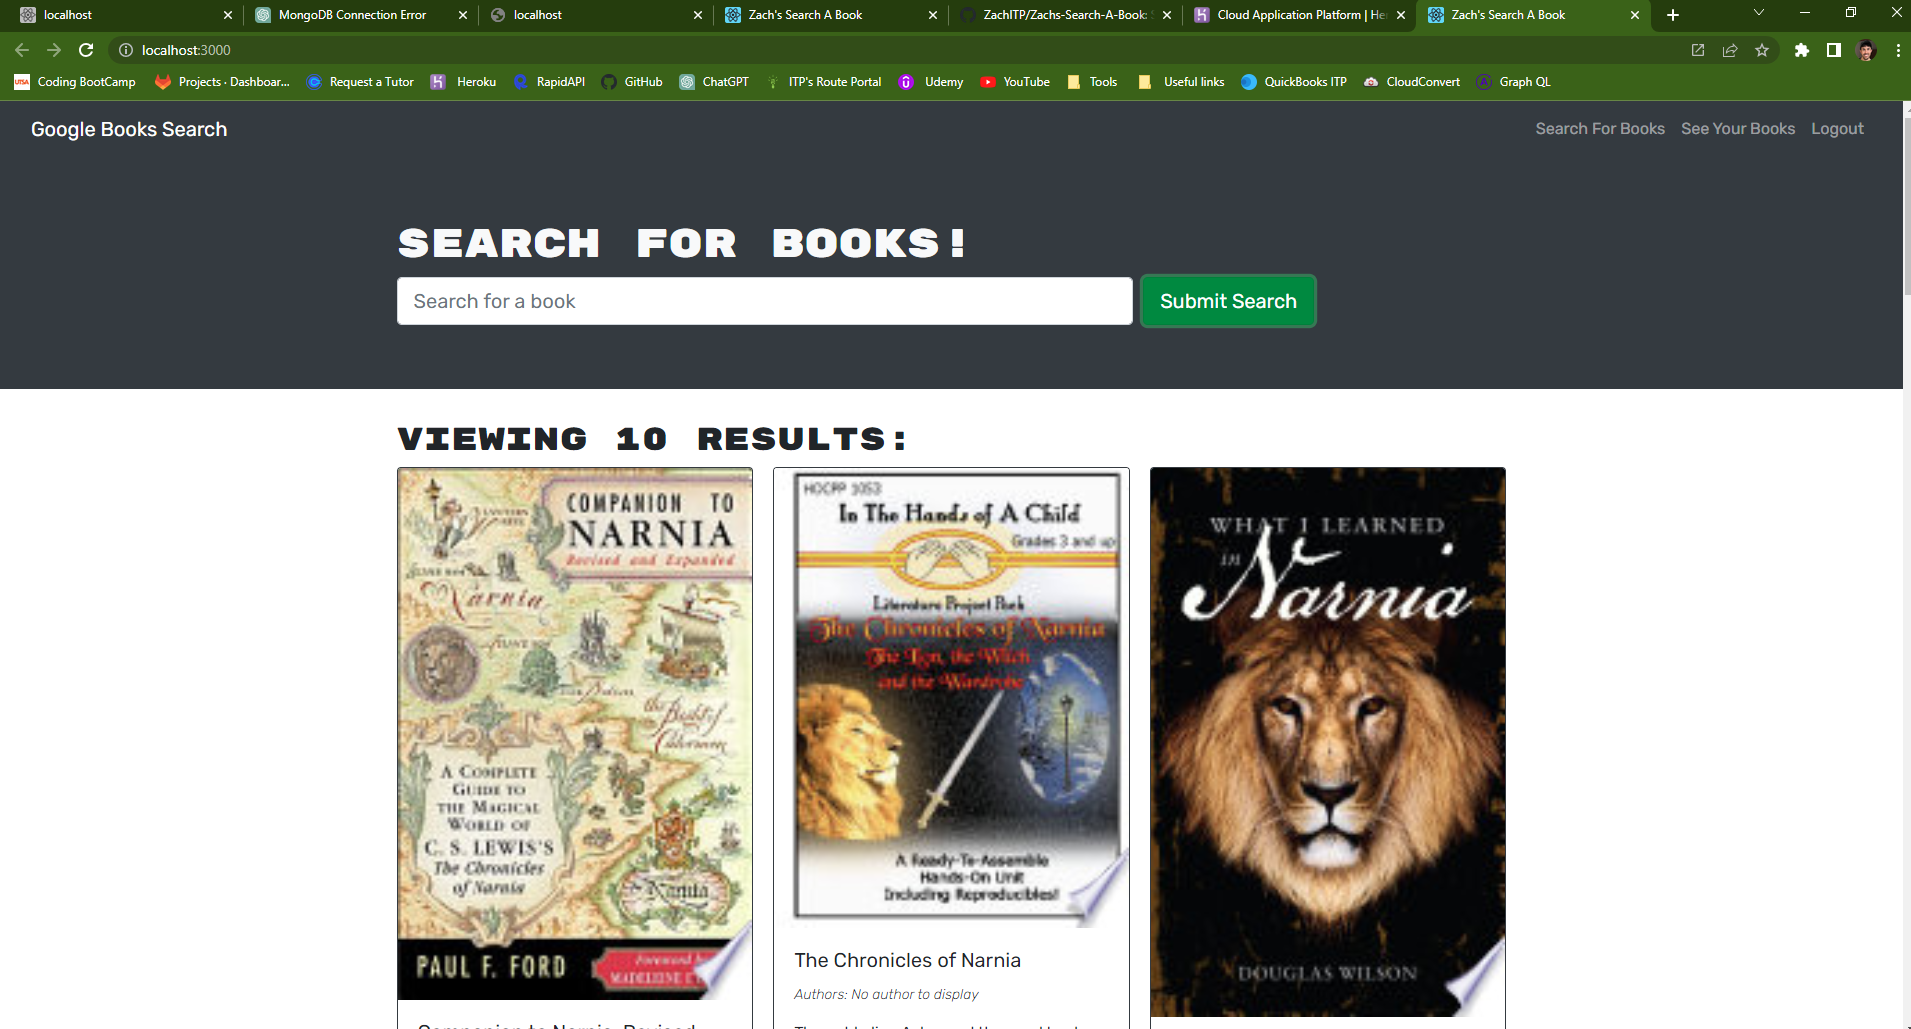 localhost
MongoDB Connection Error
localhost
Zach's Search A Book
ZachITP/Zachs-Search-A-Book:
Cloud Application Platform | He
Zach's Search A Book
localhost:3000
Coding BootCamp
Projects · Dashboar...
Request a Tutor
Heroku
RapidAPI
GitHub
ChatGPT
ITP's Route Portal
Udemy
YouTube
Tools
Useful links
QuickBooks ITP
CloudConvert
Graph QL
Google Books Search
Search For Books
See Your Books
Logout
SEARCH FOR BOOKS!
Search for a book
Submit Search
VIEWING 10 RESULTS:
COMPANION TO
NARNIA
Revised and Expanded
Narnia
A COMPLETE
GUIDE TO
THE MAGICAL
WORLD OF
C. S. LEWIS'S
The Chronicles
of Narnia
Narnia
PAUL F. FORD
Foreword by
HOCPP 1053
In The Hands of A Child
Grades 3 and up
Literature Project Pack
The Chronicles of Narnia
The Lion, the Witch
and the Wardrobe
A Ready-To-Assemble
Hands-On Unit
Including Reproducibles!
The Chronicles of Narnia
Authors: No author to display
WHAT I LEARNED
in
Narnia
DOUGLAS WILSON
Companion to Narnia, Revised